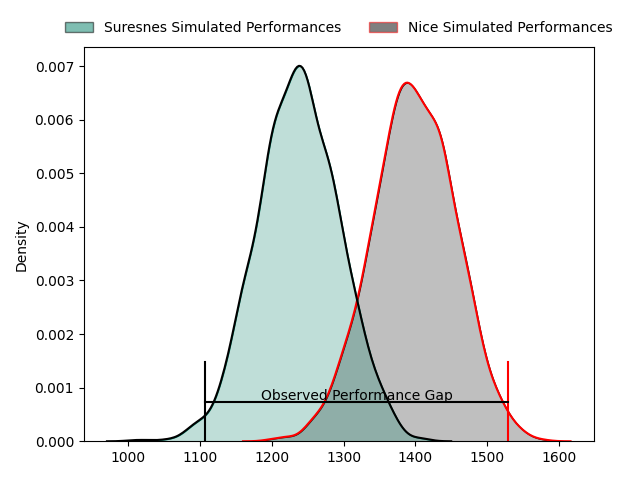 Suresnes Simulated Performances Nice Simulated Performances
0.007
0.006
0.005
0.004
0.003
0.002
0.001
0.000
Density
Observed Performance Gap
1000 1100 1200 1300 1400 1500 1600